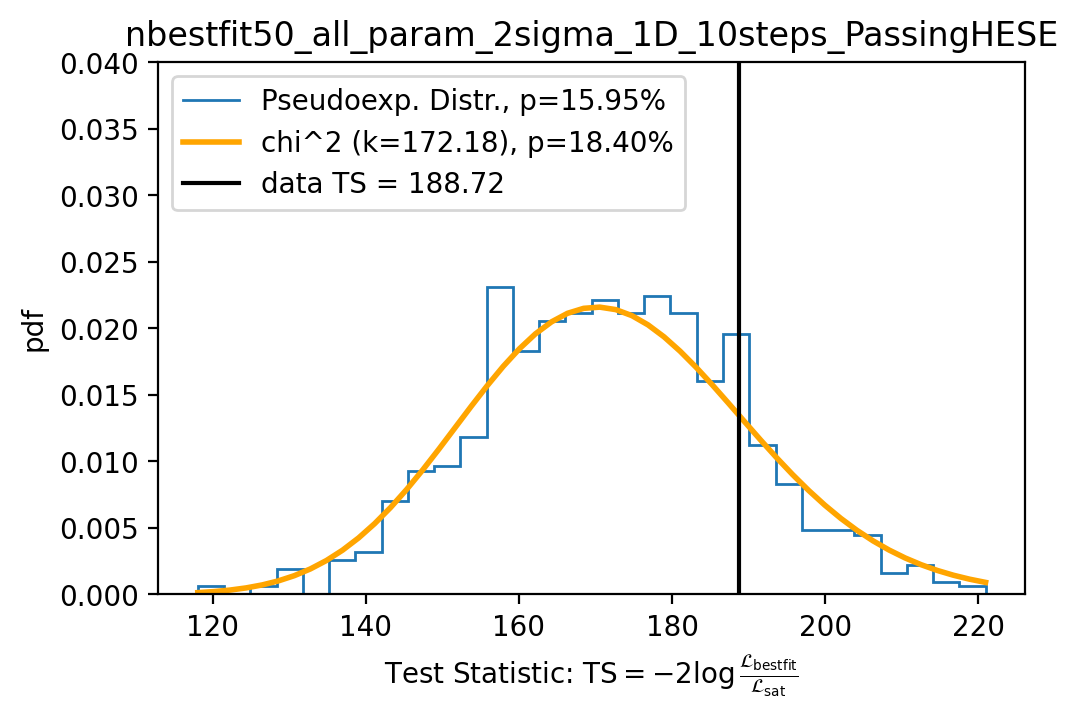 nbestfit50_all_param_2sigma_1D_10steps_PassingHESE
0.040
0.035
0.030
0.025
0.020
0.015
0.010
0.005
0.000
pdf
Pseudoexp. Distr., p=15.95%
chi^2 (k=172.18), p=18.40%
data TS = 188.72
120 140 160 180 200 220
Test Statistic: TS = −2log ℒbestfit/ℒsat